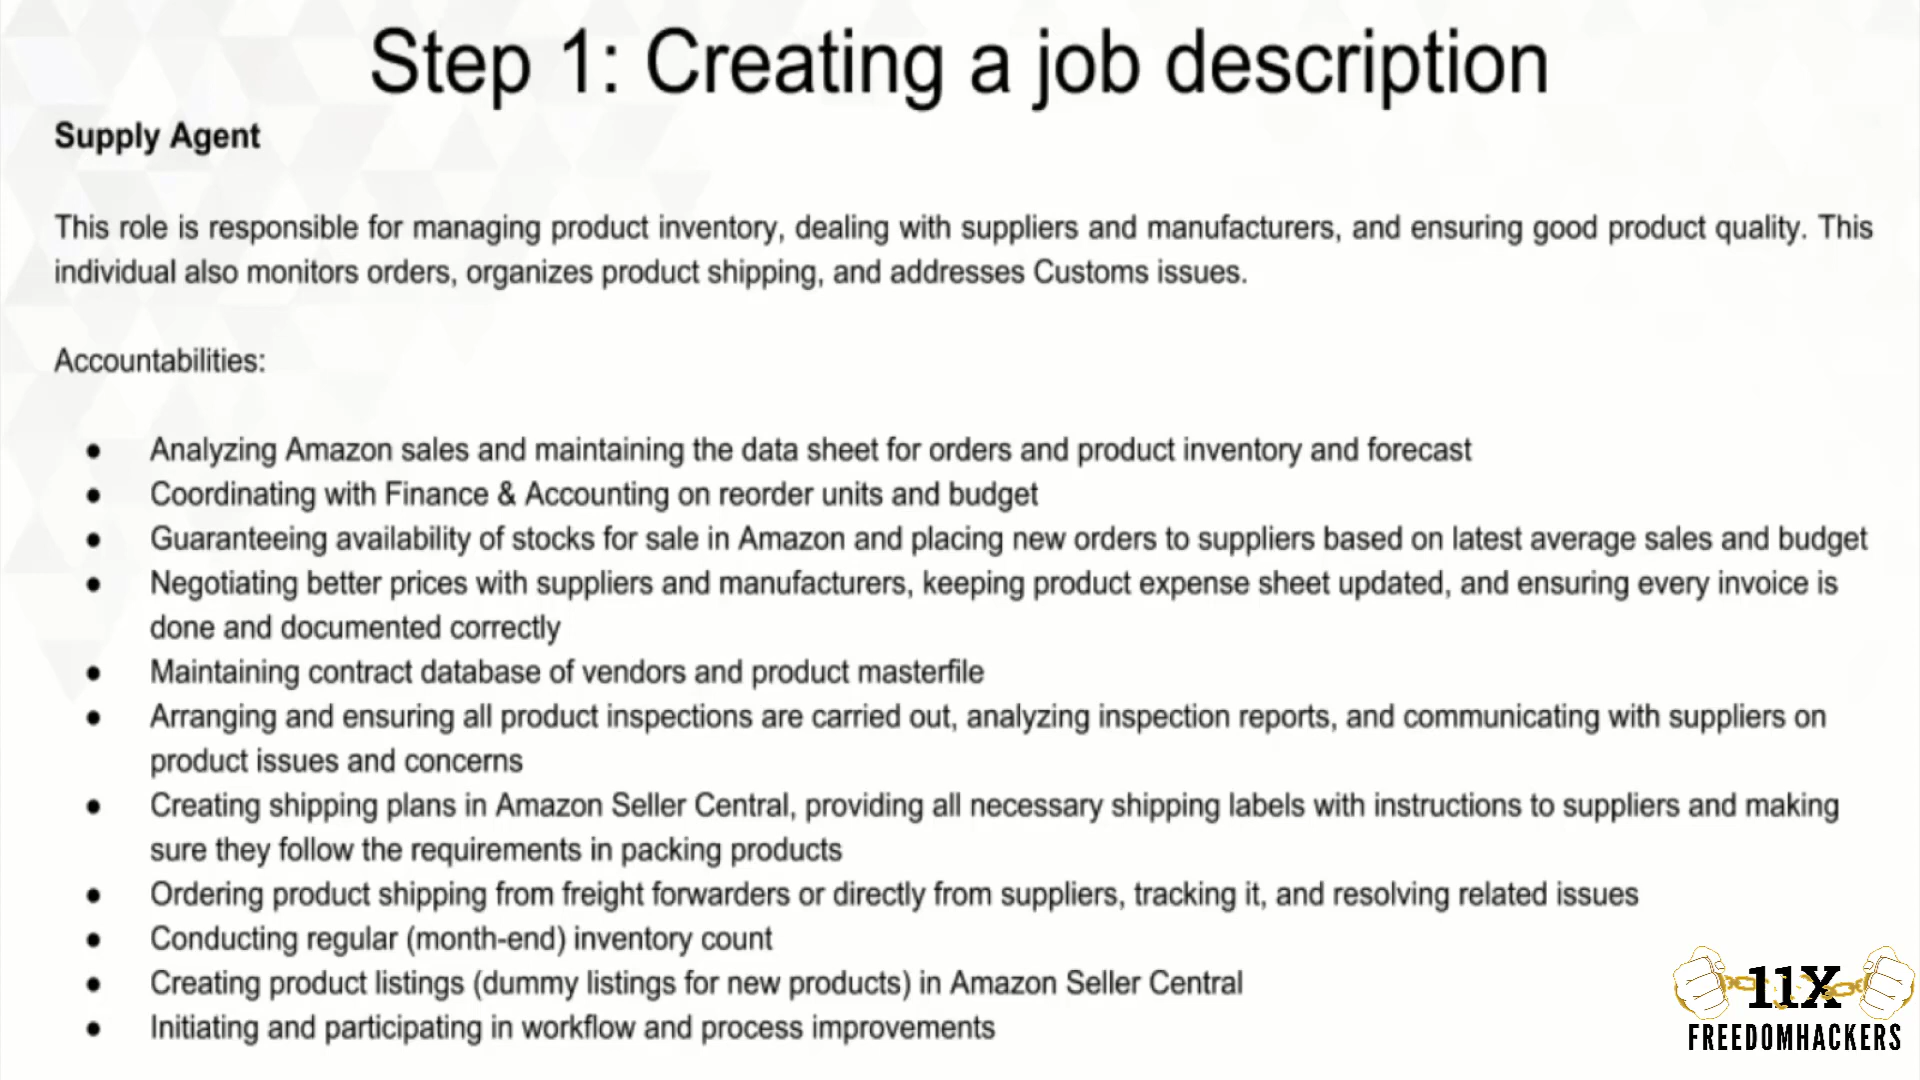 Step 1: Creating a job description
Supply Agent
This role is responsible for managing product inventory, dealing with suppliers and manufacturers, and ensuring good product quality. This
individual also monitors orders, organizes product shipping, and addresses Customs issues.
Accountabilities:
● Analyzing Amazon sales and maintaining the data sheet for orders and product inventory and forecast
● Coordinating with Finance & Accounting on reorder units and budget
● Guaranteeing availability of stocks for sale in Amazon and placing new orders to suppliers based on latest average sales and budget
● Negotiating better prices with suppliers and manufacturers, keeping product expense sheet updated, and ensuring every invoice is
done and documented correctly
● Maintaining contract database of vendors and product masterfile
● Arranging and ensuring all product inspections are carried out, analyzing inspection reports, and communicating with suppliers on
product issues and concerns
● Creating shipping plans in Amazon Seller Central, providing all necessary shipping labels with instructions to suppliers and making
sure they follow the requirements in packing products
● Ordering product shipping from freight forwarders or directly from suppliers, tracking it, and resolving related issues
● Conducting regular (month-end) inventory count
● Creating product listings (dummy listings for new products) in Amazon Seller Central
● Initiating and participating in workflow and process improvements
11X
FREEDOMHACKERS